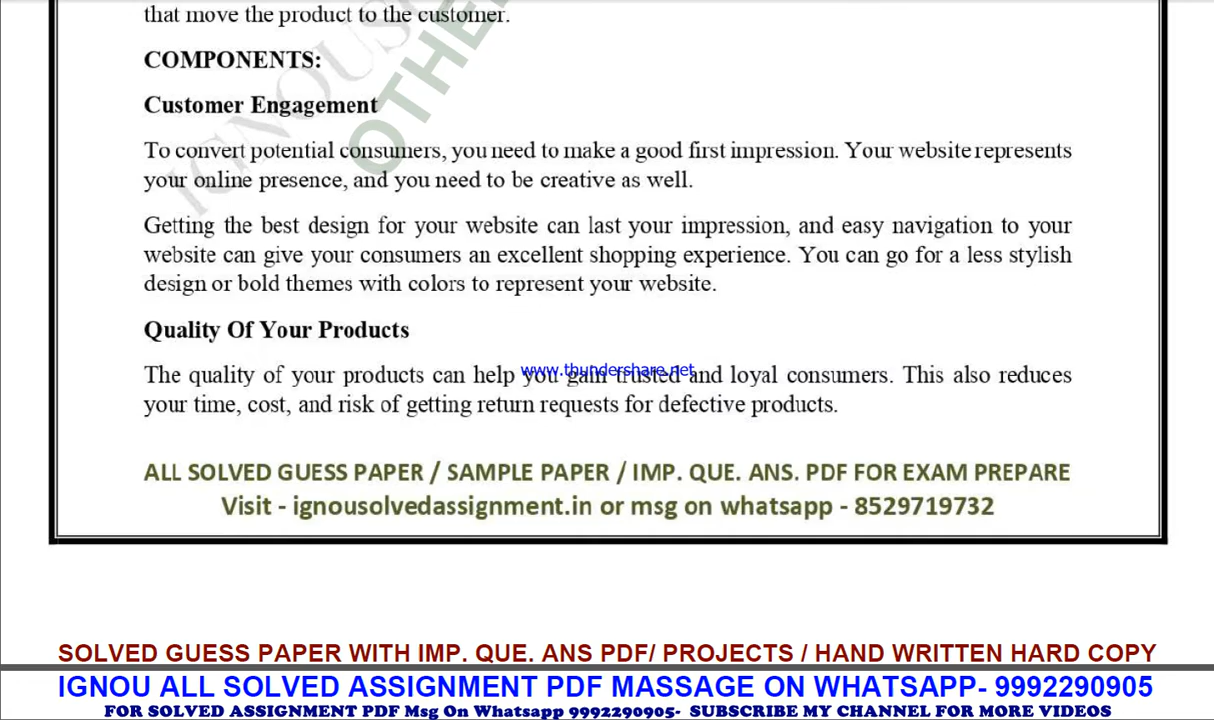 that move the product to the customer.
COMPONENTS:
Customer Engagement
To convert potential consumers, you need to make a good first impression. Your website represents
your online presence, and you need to be creative as well.
Getting the best design for your website can last your impression, and easy navigation to your
website can give your consumers an excellent shopping experience. You can go for a less stylish
design or bold themes with colors to represent your website.
Quality Of Your Products
The quality of your products can help you gain trusted and loyal consumers. This also reduces
www.thundershare.net
your time, cost, and risk of getting return requests for defective products.
ALL SOLVED GUESS PAPER / SAMPLE PAPER / IMP. QUE. ANS. PDF FOR EXAM PREPARE
Visit - ignousolvedassignment.in or msg on whatsapp - 8529719732
SOLVED GUESS PAPER WITH IMP. QUE. ANS PDF/ PROJECTS / HAND WRITTEN HARD COPY
IGNOU ALL SOLVED ASSIGNMENT PDF MASSAGE ON WHATSAPP- 9992290905
FOR SOLVED ASSIGNMENT PDF Msg On Whatsapp 9992290905- SUBSCRIBE MY CHANNEL FOR MORE VIDEOS